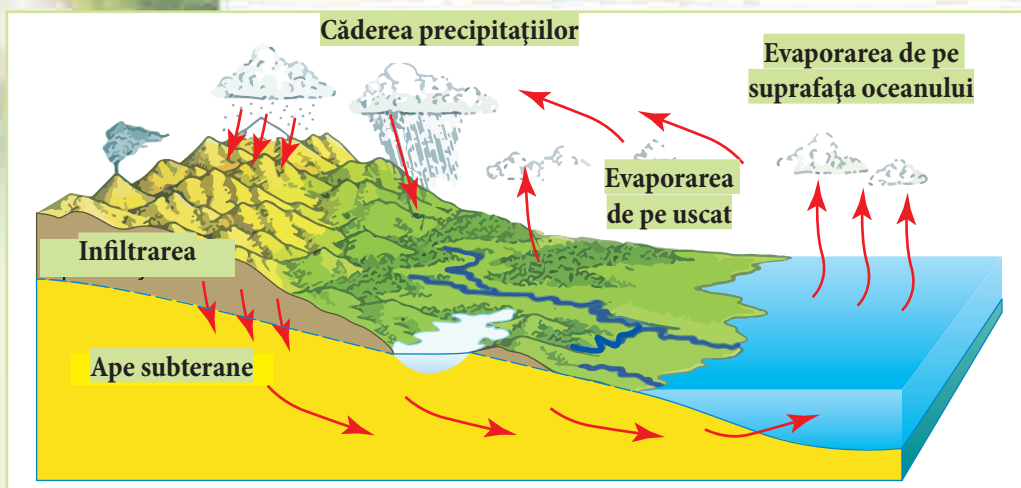 Căderea precipitațiilor
Evaporarea de pe
suprafața oceanului
Evaporarea
de pe uscat
Infiltrarea
Ape subterane